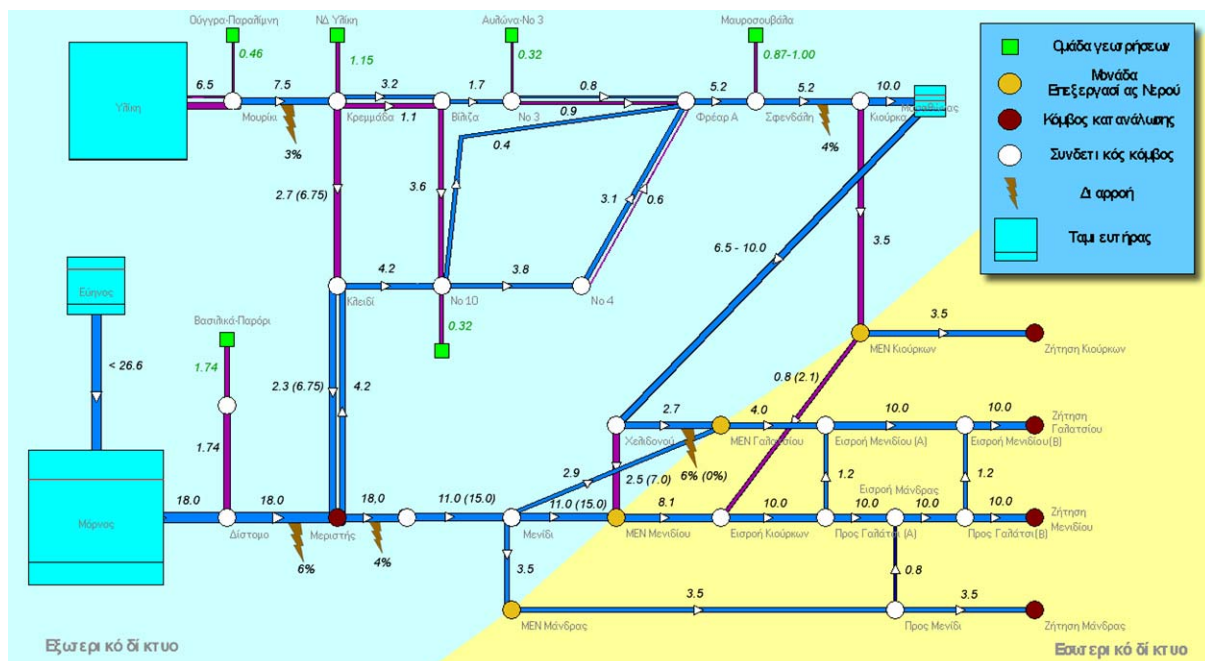 Ούγγρα-Παραλίμνη
ΝΔ Υλίκη
Αυλώνα-Νο 3
Μαυροσουβάλα
0.46
1.15
0.32
0.87-1.00
Ομάδα γεωτρήσεων
Μονάδα
Επεξεργασίας Νερού
Κόμβος κατανάλωσης
Συνδετικός κόμβος
Διαρροή
Ταμιευτήρας
Υλίκη
6.5
7.5
3.2
1.7
0.8
5.2
5.2
10.0
Μουρίκι
Κρεμμάδα
1.1
Βίλιζα
Νο 3
0.9
Φρέαρ Α
Σφενδάλη
Κιούρκα
3%
0.4
4%
2.7 (6.75)
3.6
3.1
0.6
6.5 - 10.0
3.5
4.2
3.8
Κλειδί
Νο 10
Νο 4
Εύηνος
Βασιλικά-Παρόρι
0.32
3.5
ΜΕΝ Κιούρκων
Ζήτηση Κιούρκων
< 26.6
1.74
2.3 (6.75)
4.2
0.8 (2.1)
2.7
4.0
10.0
10.0
Ζήτηση
Γαλατσίου
Χελιδονού
ΜΕΝ Γαλατσίου
Εισροή Μενιδίου (Α)
Εισροή Μενιδίου(Β)
1.74
2.9
6% (0%)
2.5 (7.0)
1.2
1.2
Εισροή Μάνδρας
Μόρνος
18.0
18.0
18.0
11.0 (15.0)
11.0 (15.0)
8.1
10.0
10.0
10.0
10.0
Ζήτηση
Μενιδίου
Δίστομο
Μεριστής
Μενίδι
ΜΕΝ Μενιδίου
Εισροή Κιούρκων
Προς Γαλάτσι (Α)
Προς Γαλάτσι(Β)
6%
4%
3.5
0.8
3.5
3.5
ΜΕΝ Μάνδρας
Προς Μενίδι
Ζήτηση Μάνδρας
Εξωτερικό δίκτυο
Εσωτερικό δίκτυο